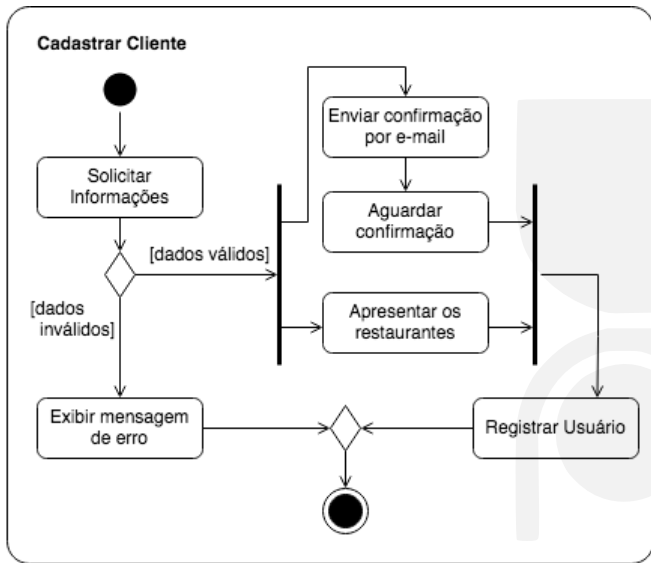 Cadastrar Cliente
Enviar confirmação
por e-mail
Solicitar
Informações
Aguardar
confirmação
[dados válidos]
[dados
inválidos]
Apresentar os
restaurantes
Exibir mensagem
de erro
Registrar Usuário